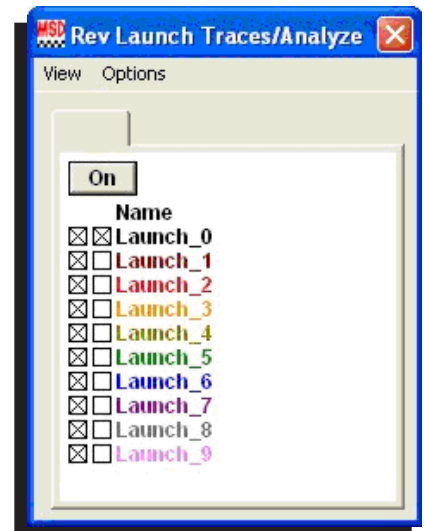 MSD Rev Launch Traces/Analyze
View Options
On
Name
Launch_0
Launch_1
Launch_2
Launch_3
Launch_4
Launch_5
Launch_6
Launch_7
Launch_8
Launch_9